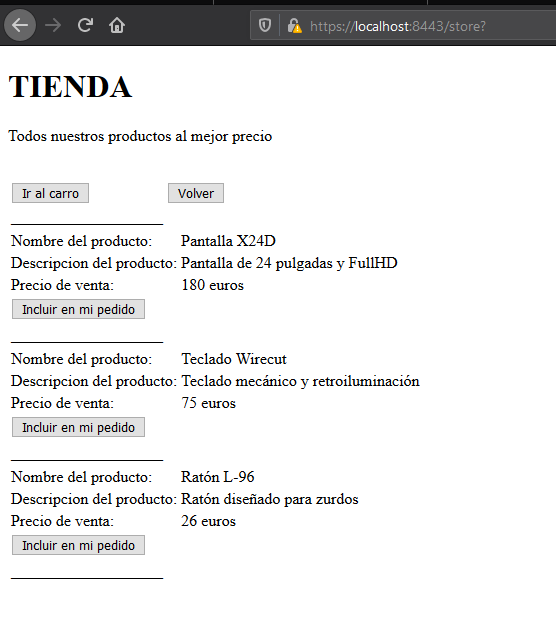 https://localhost:8443/store?
TIENDA
Todos nuestros productos al mejor precio
Ir al carro Volver
Nombre del producto: Pantalla X24D
Descripcion del producto: Pantalla de 24 pulgadas y FullHD
Precio de venta: 180 euros
Incluir en mi pedido
Nombre del producto: Teclado Wirecut
Descripcion del producto: Teclado mecánico y retroiluminación
Precio de venta: 75 euros
Incluir en mi pedido
Nombre del producto: Ratón L-96
Descripcion del producto: Ratón diseñado para zurdos
Precio de venta: 26 euros
Incluir en mi pedido